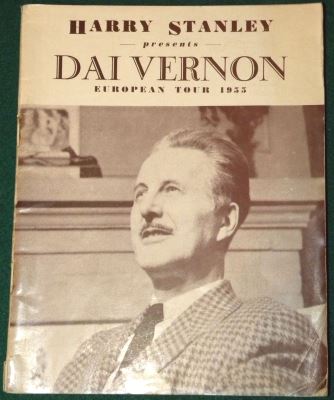 HARRY STANLEY
presents
DAI VERNON
EUROPEAN TOUR 1955